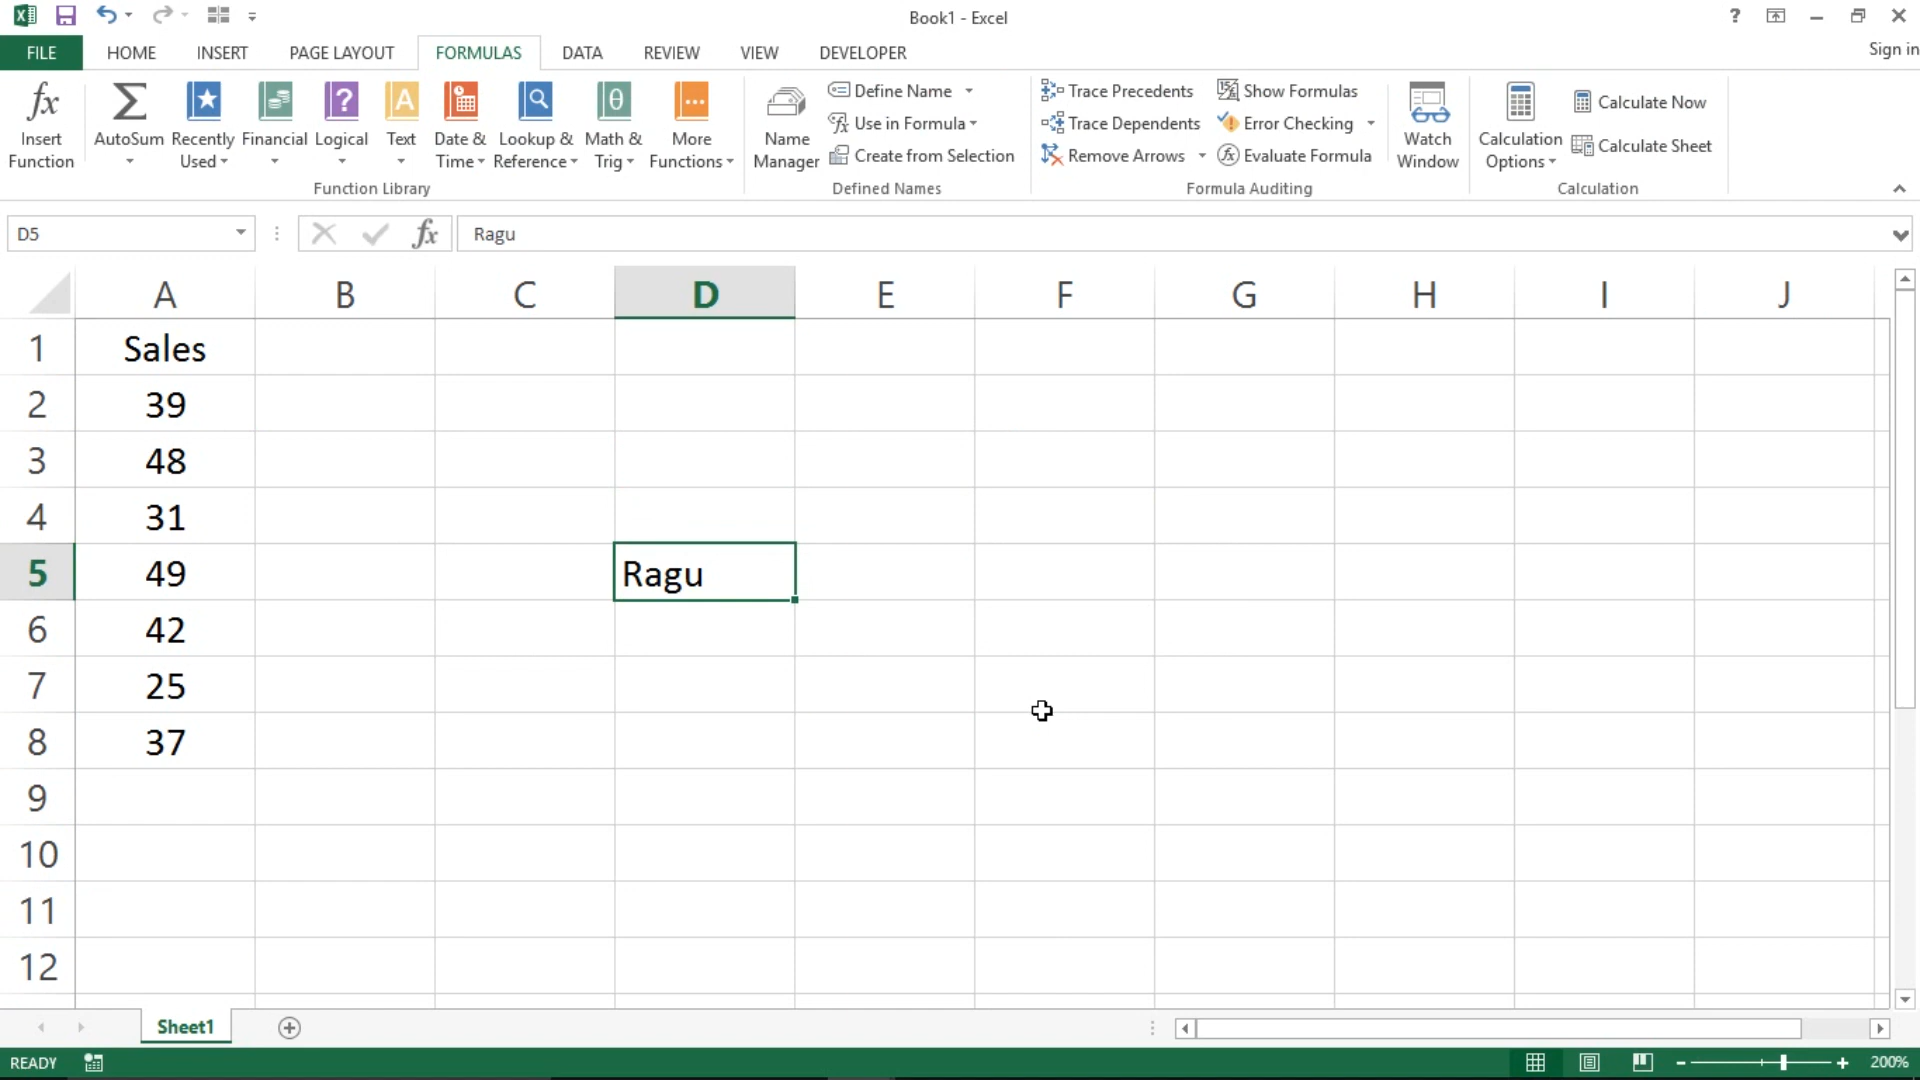 Book1 - Excel
Sign in
FILE HOME INSERT PAGE LAYOUT FORMULAS DATA REVIEW VIEW DEVELOPER
Insert Function
AutoSum
Recently Used
Financial
Logical
Text
Date & Time
Lookup & Reference
Math & Trig
More Functions
Function Library
Name Manager
Define Name
Use in Formula
Create from Selection
Defined Names
Trace Precedents
Trace Dependents
Remove Arrows
Show Formulas
Error Checking
Evaluate Formula
Formula Auditing
Watch Window
Calculation Options
Calculate Now
Calculate Sheet
Calculation
D5 fx Ragu
A B C D E F G H I J
1 Sales
2 39
3 48
4 31
5 49 Ragu
6 42
7 25
8 37
9
10
11
12
Sheet1
READY 200%